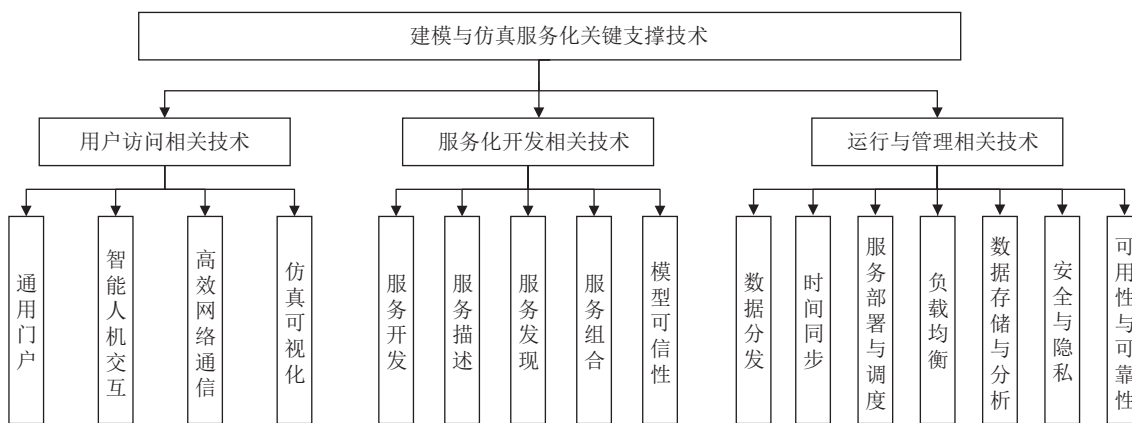 建模与仿真服务化关键支撑技术
用户访问相关技术
服务化开发相关技术
运行与管理相关技术
通用门户
智能人机交互
高效网络通信
仿真可视化
服务开发
服务描述
服务发现
服务组合
模型可信性
数据分发
时间同步
服务部署与调度
负载均衡
数据存储与分析
安全与隐私
可用性与可靠性